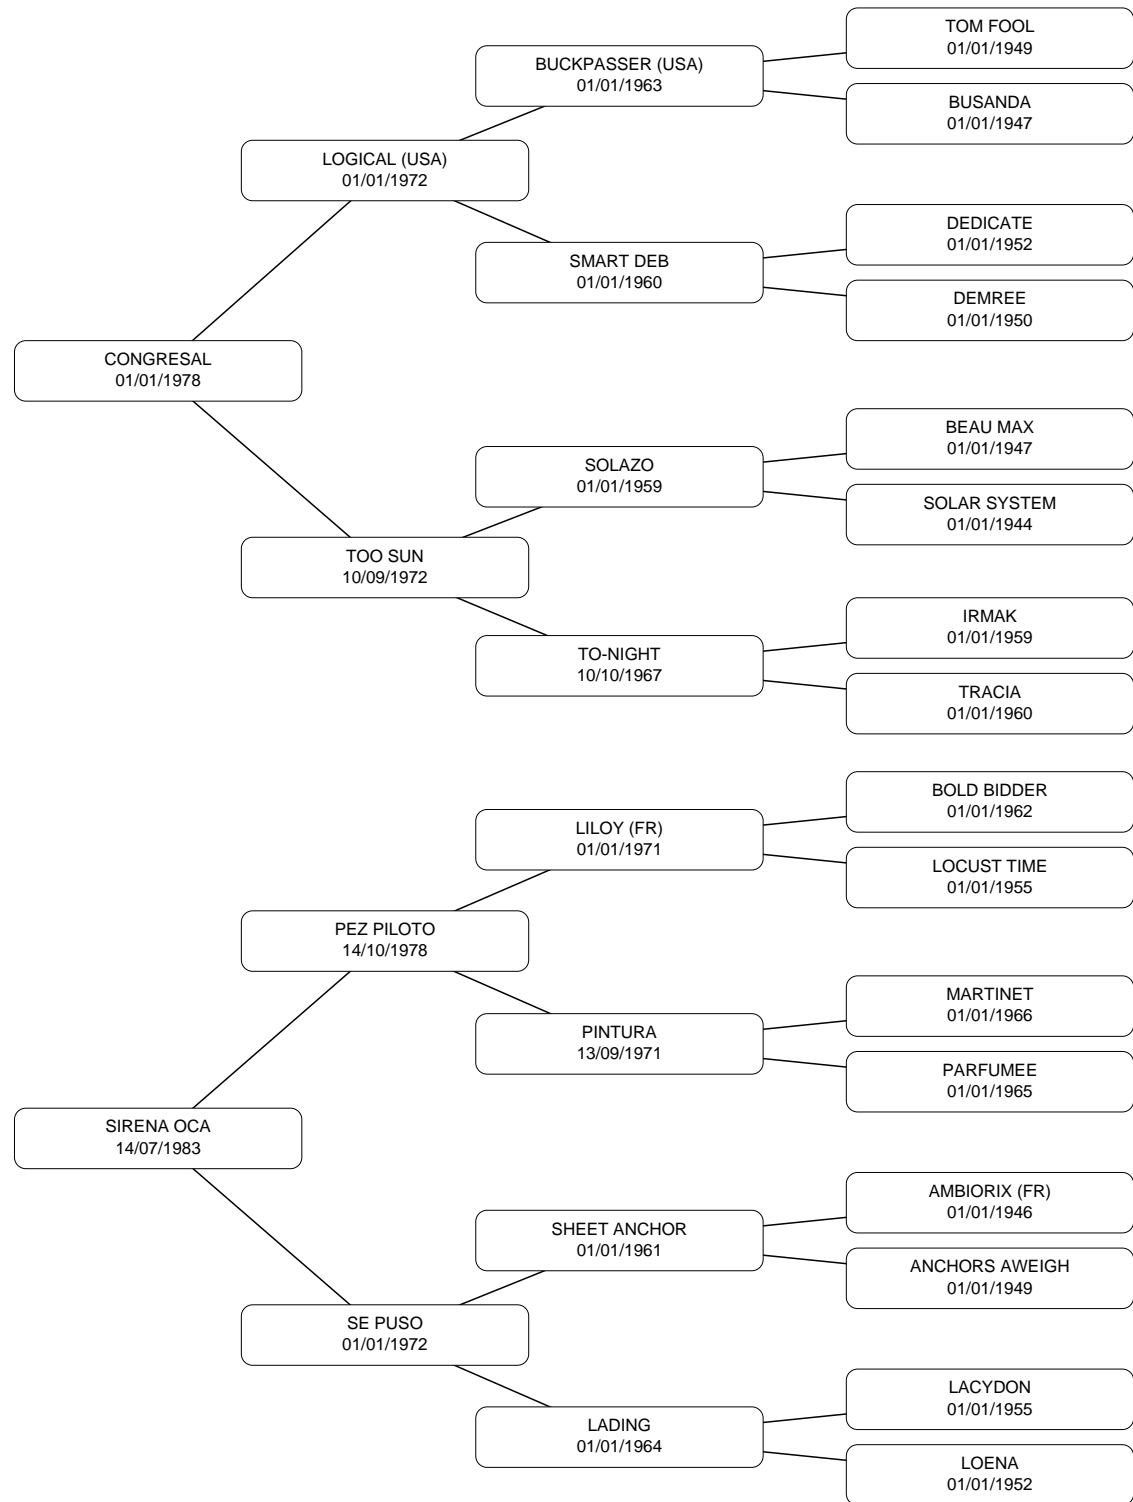 TOM FOOL
01/01/1949
BUCKPASSER (USA)
01/01/1963
BUSANDA
01/01/1947
LOGICAL (USA)
01/01/1972
DEDICATE
01/01/1952
SMART DEB
01/01/1960
DEMREE
01/01/1950
CONGRESAL
01/01/1978
BEAU MAX
01/01/1947
SOLAZO
01/01/1959
SOLAR SYSTEM
01/01/1944
TOO SUN
10/09/1972
IRMAK
01/01/1959
TO-NIGHT
10/10/1967
TRACIA
01/01/1960
BOLD BIDDER
01/01/1962
LILOY (FR)
01/01/1971
LOCUST TIME
01/01/1955
PEZ PILOTO
14/10/1978
MARTINET
01/01/1966
PINTURA
13/09/1971
PARFUMEE
01/01/1965
SIRENA OCA
14/07/1983
AMBIORIX (FR)
01/01/1946
SHEET ANCHOR
01/01/1961
ANCHORS AWEIGH
01/01/1949
SE PUSO
01/01/1972
LACYDON
01/01/1955
LADING
01/01/1964
LOENA
01/01/1952